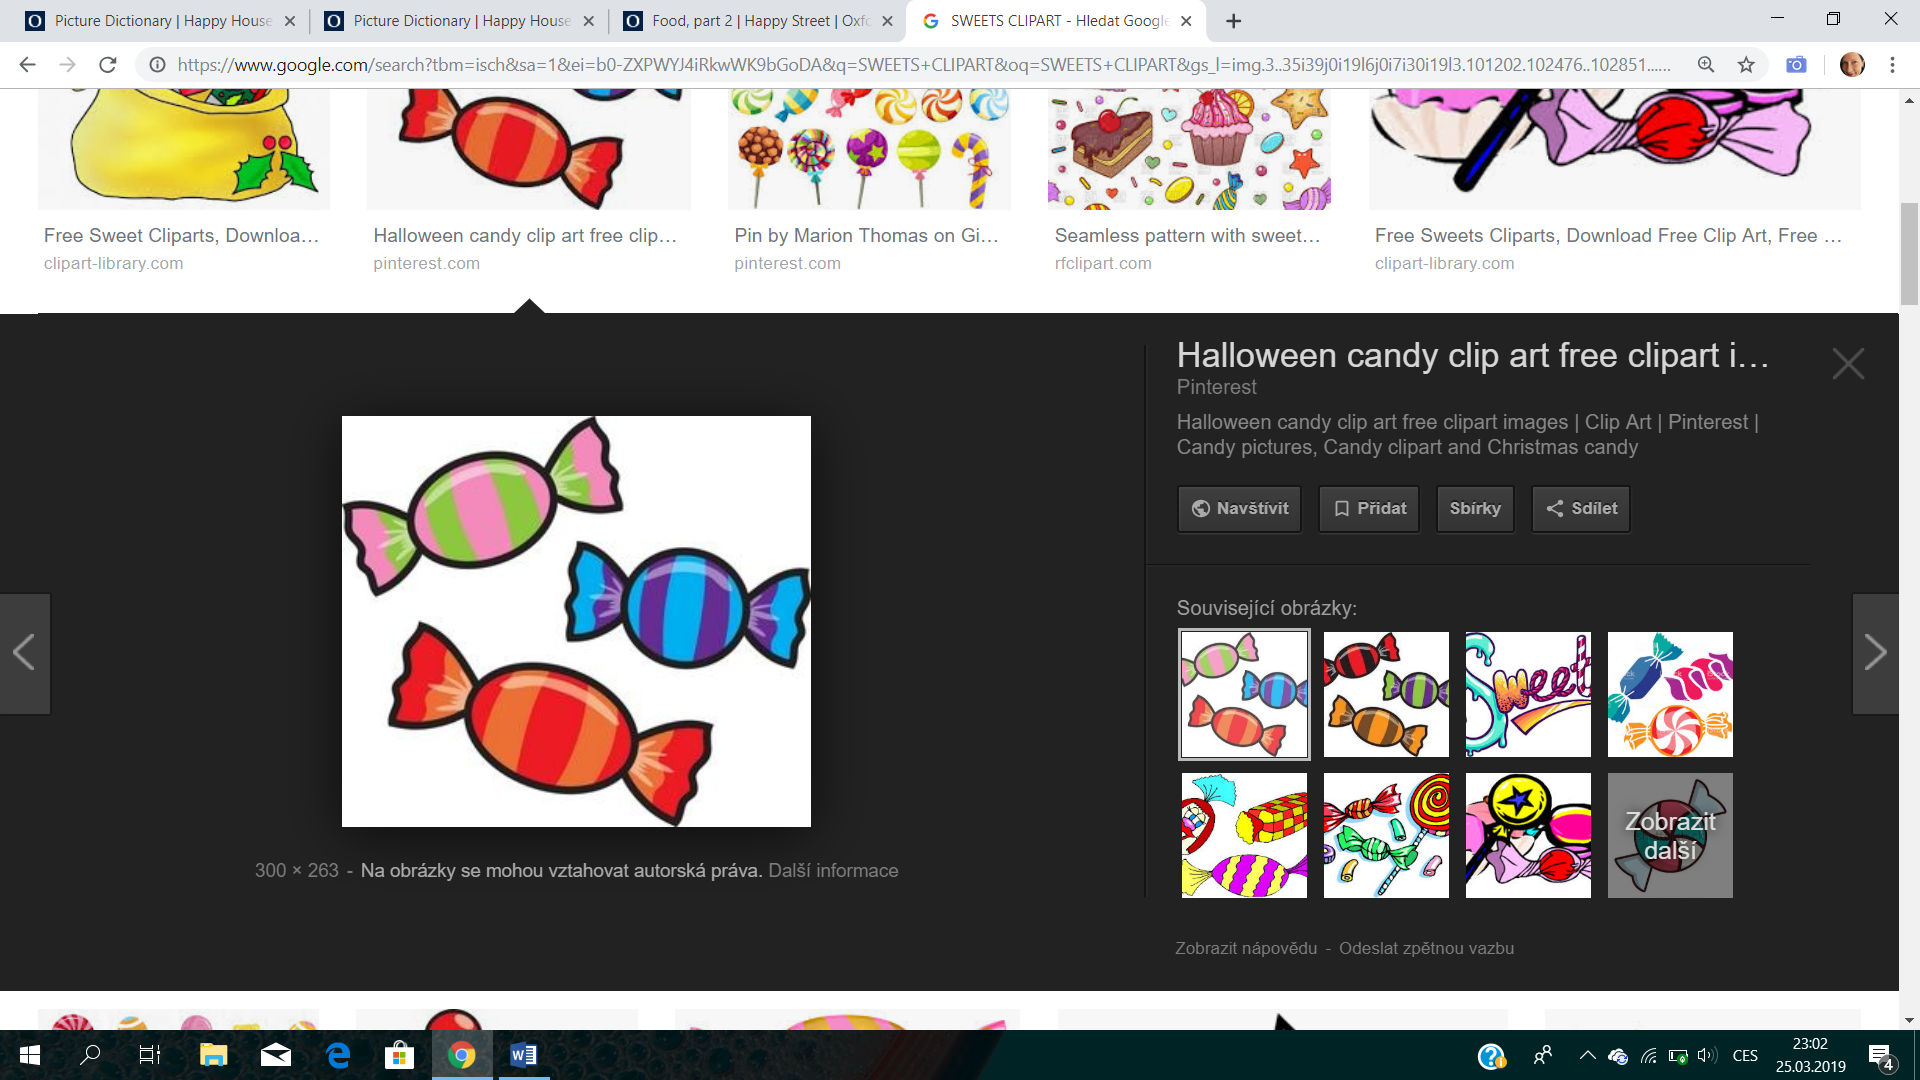 Picture Dictionary | Happy House
Picture Dictionary | Happy House
Food, part 2 | Happy Street | Oxfo
SWEETS CLIPART - Hledat Google
https://www.google.com/search?tbm=isch&sa=1&ei=b0-ZXPWYJ4iRkwWK9bGoDA&q=SWEETS+CLIPART&oq=SWEETS+CLIPART&gs_l=img.3..35i39j0i19l6j0i7i30i19l3.101202.102476..102851......
Free Sweet Cliparts, Downloa…
clipart-library.com
Halloween candy clip art free clip…
pinterest.com
Pin by Marion Thomas on Gi…
pinterest.com
Seamless pattern with sweet…
rfclipart.com
Free Sweets Cliparts, Download Free Clip Art, Free …
clipart-library.com
Halloween candy clip art free clipart i…
Pinterest
Halloween candy clip art free clipart images | Clip Art | Pinterest |
Candy pictures, Candy clipart and Christmas candy
Navštívit
Přidat
Sbírky
Sdílet
Související obrázky:
Sweet
Zobrazit
další
300 × 263 - Na obrázky se mohou vztahovat autorská práva. Další informace
Zobrazit nápovědu - Odeslat zpětnou vazbu
CES
23:02
25.03.2019
4